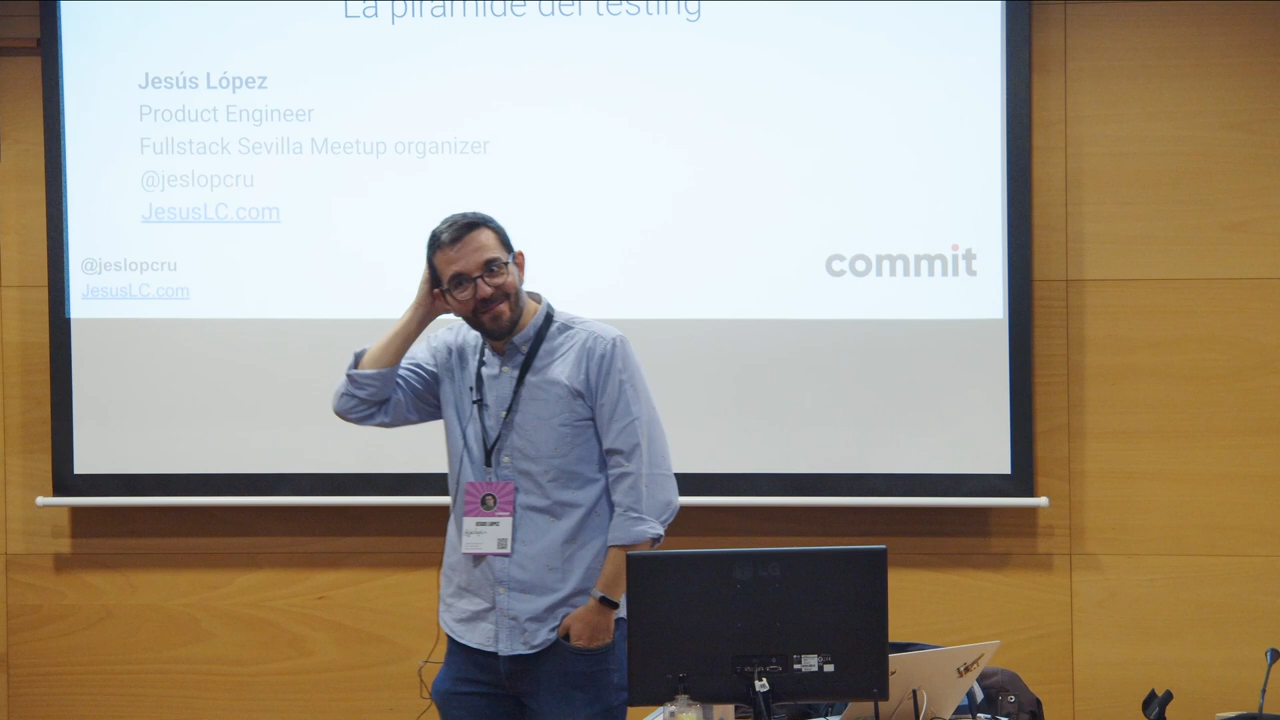 La pirámide del testing
Jesús López
Product Engineer
Fullstack Sevilla Meetup organizer
@jeslopcru
JesusLC.com
@jeslopcru
JesusLC.com
commit
LG